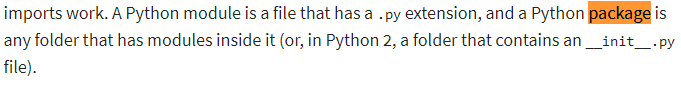 imports work. A Python module is a file that has a .py extension, and a Python package is
any folder that has modules inside it (or, in Python 2, a folder that contains an __init__.py
file).